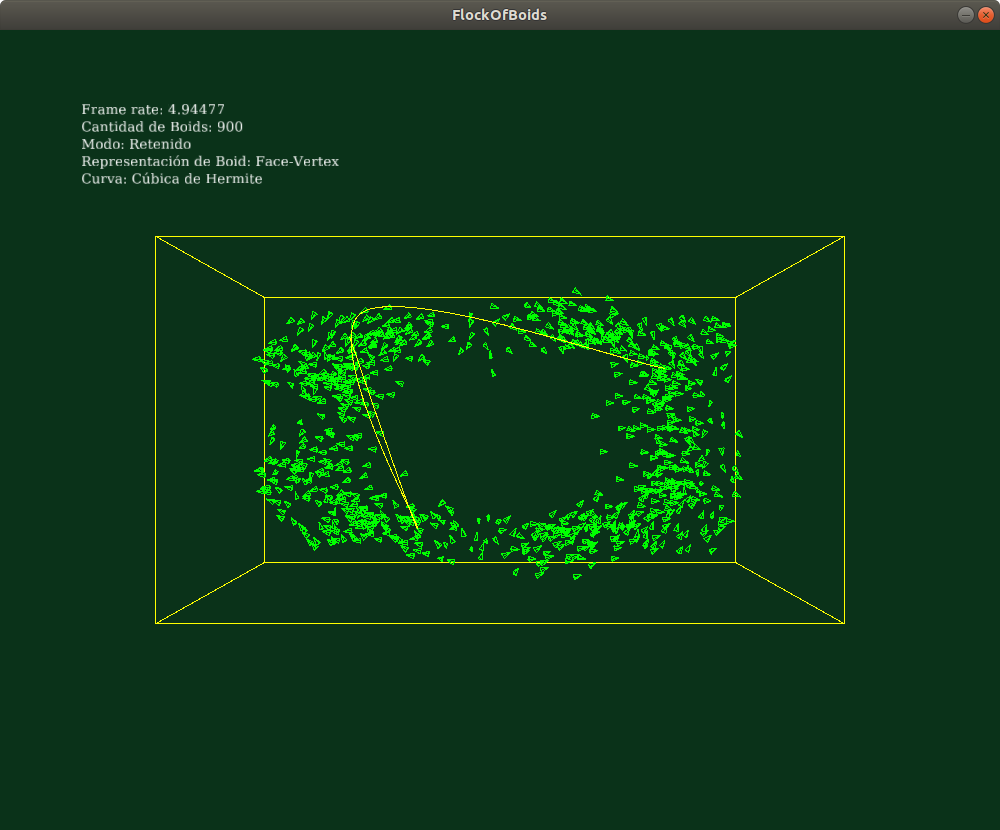 FlockOfBoids
Frame rate: 4.94477
Cantidad de Boids: 900
Modo: Retenido
Representación de Boid: Face-Vertex
Curva: Cúbica de Hermite